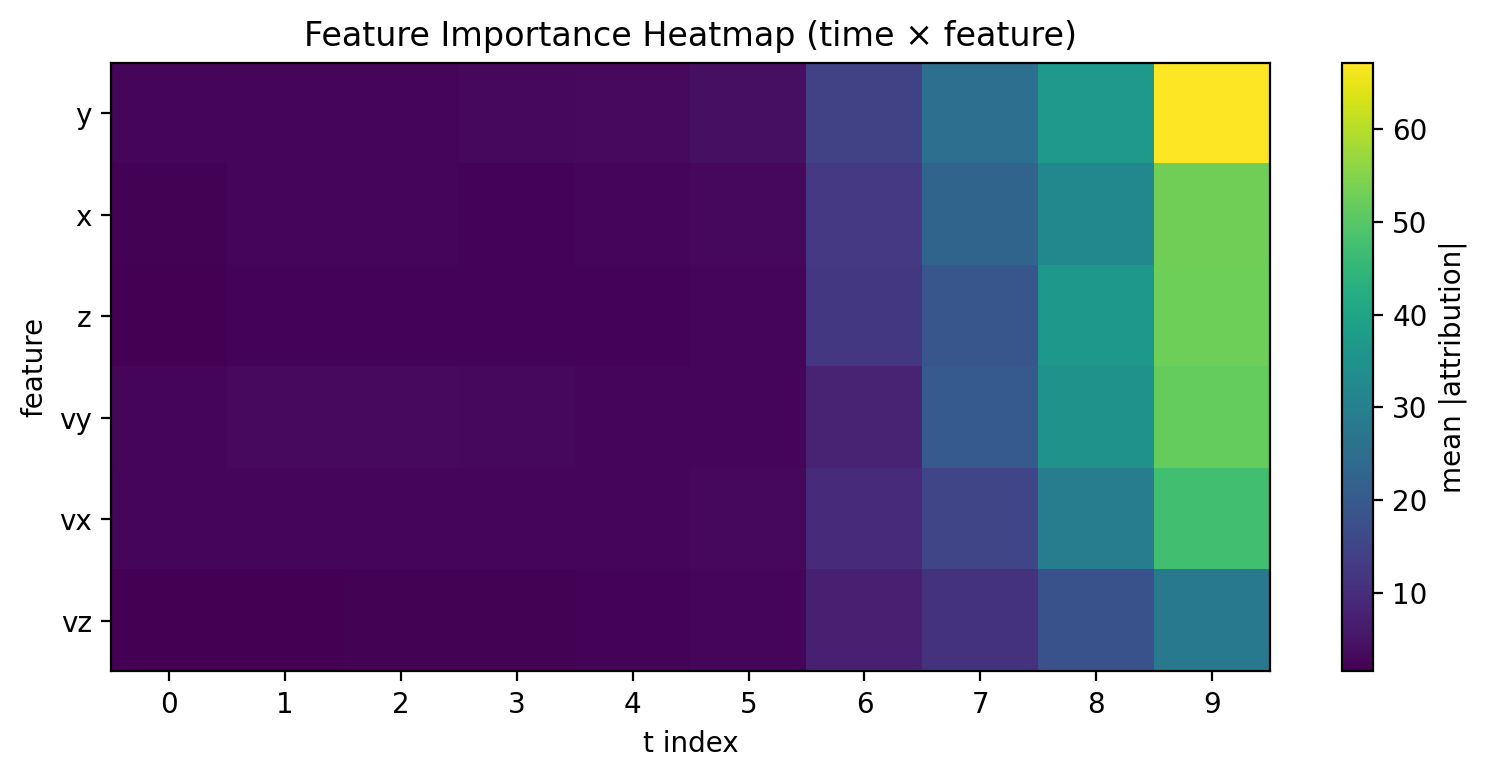 Feature Importance Heatmap (time × feature)
feature
y
x
z
vy
vx
vz
0 1 2 3 4 5 6 7 8 9
t index
60
50
40
30
20
10
mean |attribution|